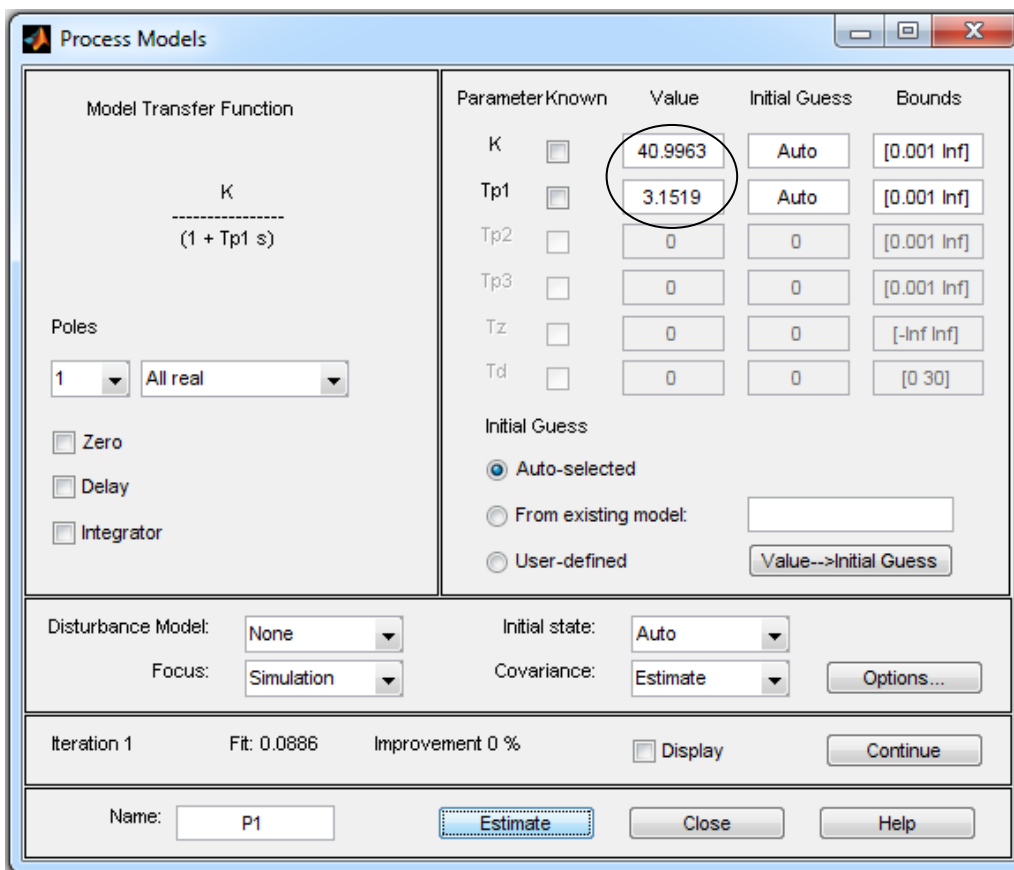 Process Models
Model Transfer Function
K
----------------
(1 + Tp1 s)
Poles
1 All real
Zero
Delay
Integrator
Parameter Known Value Initial Guess Bounds
K 40.9963 Auto [0.001 Inf]
Tp1 3.1519 Auto [0.001 Inf]
Tp2 0 0 [0.001 Inf]
Tp3 0 0 [0.001 Inf]
Tz 0 0 [-Inf Inf]
Td 0 0 [0 30]
Initial Guess
Auto-selected
From existing model:
User-defined Value-->Initial Guess
Disturbance Model: None Initial state: Auto
Focus: Simulation Covariance: Estimate Options...
Iteration 1 Fit: 0.0886 Improvement 0 % Display Continue
Name: P1 Estimate Close Help